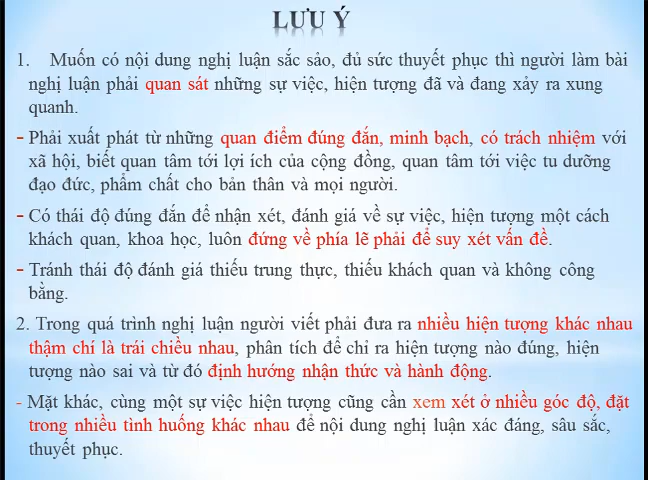 LƯU Ý
1. Muốn có nội dung nghị luận sắc sảo, đủ sức thuyết phục thì người làm bài
nghị luận phải quan sát những sự việc, hiện tượng đã và đang xảy ra xung
quanh.
- Phải xuất phát từ những quan điểm đúng đắn, minh bạch, có trách nhiệm với
xã hội, biết quan tâm tới lợi ích của cộng đồng, quan tâm tới việc tu dưỡng
đạo đức, phẩm chất cho bản thân và mọi người.
- Có thái độ đúng đắn để nhận xét, đánh giá về sự việc, hiện tượng một cách
khách quan, khoa học, luôn đứng về phía lẽ phải để suy xét vấn đề.
- Tránh thái độ đánh giá thiếu trung thực, thiếu khách quan và không công
bằng.
2. Trong quá trình nghị luận người viết phải đưa ra nhiều hiện tượng khác nhau
thậm chí là trái chiều nhau, phân tích để chỉ ra hiện tượng nào đúng, hiện
tượng nào sai và từ đó định hướng nhận thức và hành động.
- Mặt khác, cùng một sự việc hiện tượng cũng cần xem xét ở nhiều góc độ, đặt
trong nhiều tình huống khác nhau để nội dung nghị luận xác đáng, sâu sắc,
thuyết phục.